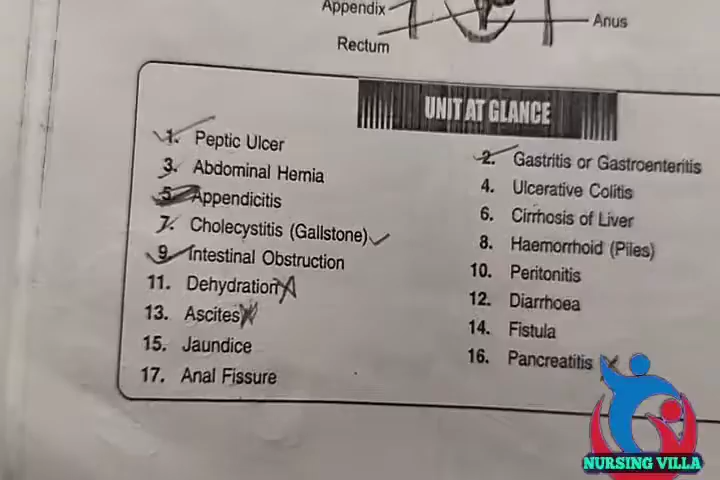 Appendix
Anus
Rectum
UNIT AT GLANCE
1. Peptic Ulcer
2. Gastritis or Gastroenteritis
3. Abdominal Hernia
4. Ulcerative Colitis
5. Appendicitis
6. Cirrhosis of Liver
7. Cholecystitis (Gallstone)
8. Haemorrhoid (Piles)
9. Intestinal Obstruction
10. Peritonitis
11. Dehydration
12. Diarrhoea
13. Ascites
14. Fistula
15. Jaundice
16. Pancreatitis
17. Anal Fissure
NURSING VILLA